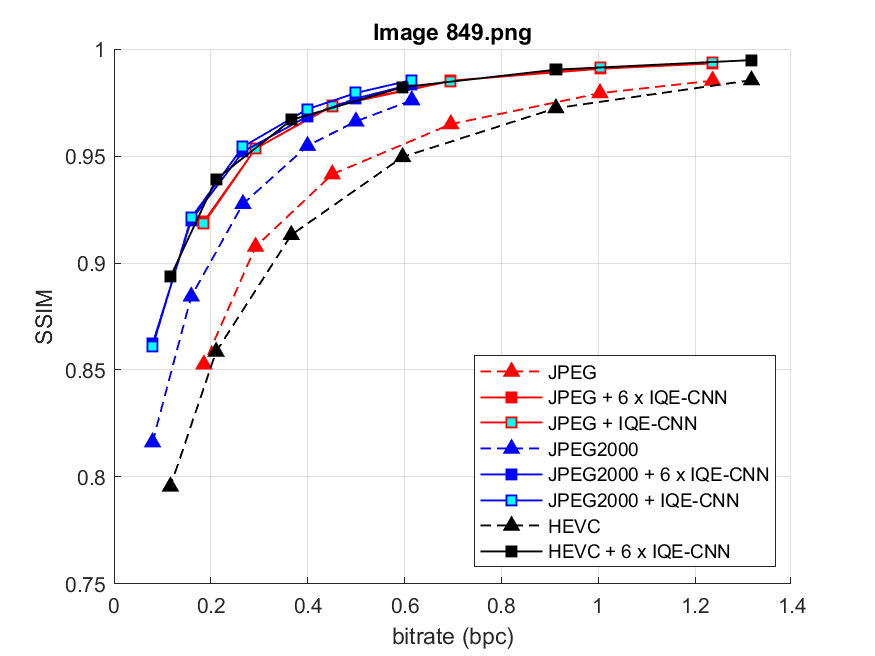 Image 849.png
1
0.95
0.9
0.85
0.8
0.75
SSIM
JPEG
JPEG + 6 x IQE-CNN
JPEG + IQE-CNN
JPEG2000
JPEG2000 + 6 x IQE-CNN
JPEG2000 + IQE-CNN
HEVC
HEVC + 6 x IQE-CNN
0 0.2 0.4 0.6 0.8 1 1.2 1.4
bitrate (bpc)